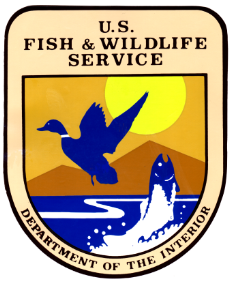 U.S.
FISH & WILDLIFE
SERVICE
DEPARTMENT OF THE INTERIOR